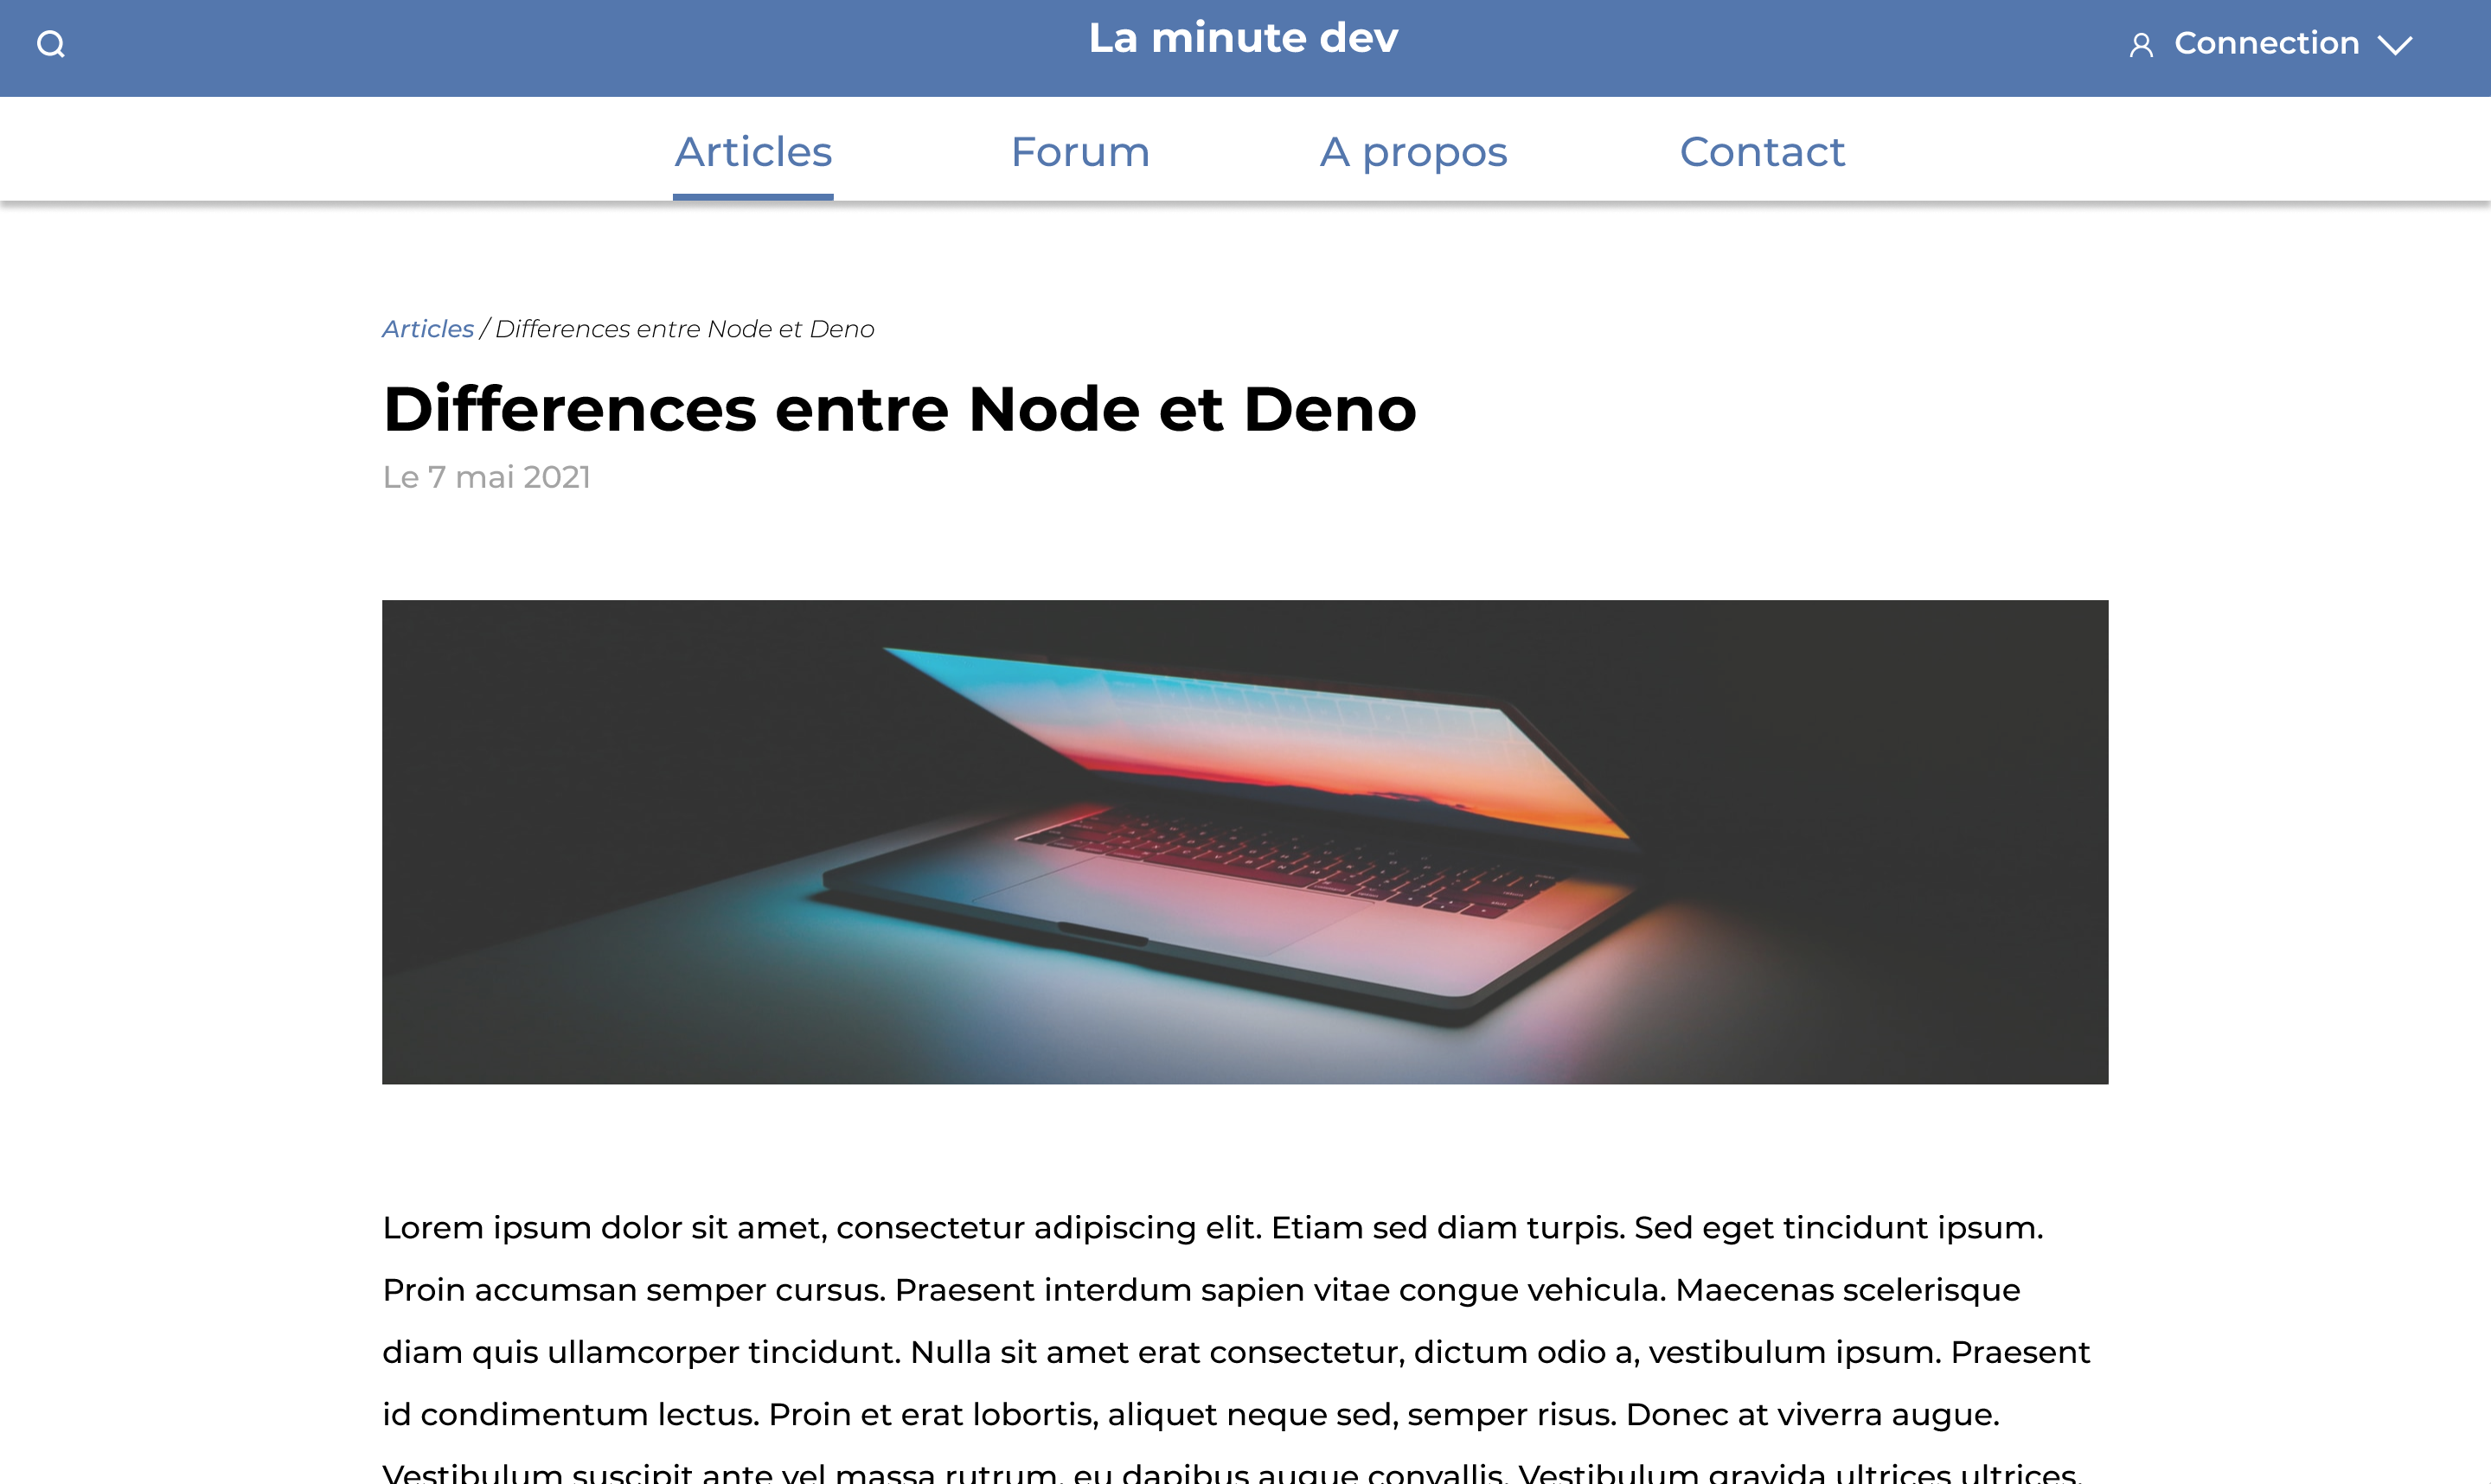 La minute dev
Connection
Articles
Forum
A propos
Contact
Articles / Differences entre Node et Deno
Differences entre Node et Deno
Le 7 mai 2021
Lorem ipsum dolor sit amet, consectetur adipiscing elit. Etiam sed diam turpis. Sed eget tincidunt ipsum.
Proin accumsan semper cursus. Praesent interdum sapien vitae congue vehicula. Maecenas scelerisque
diam quis ullamcorper tincidunt. Nulla sit amet erat consectetur, dictum odio a, vestibulum ipsum. Praesent
id condimentum lectus. Proin et erat lobortis, aliquet neque sed, semper risus. Donec at viverra augue.
Vestibulum suscipit ante vel massa rutrum, eu dapibus augue convallis. Vestibulum gravida ultrices ultrices.